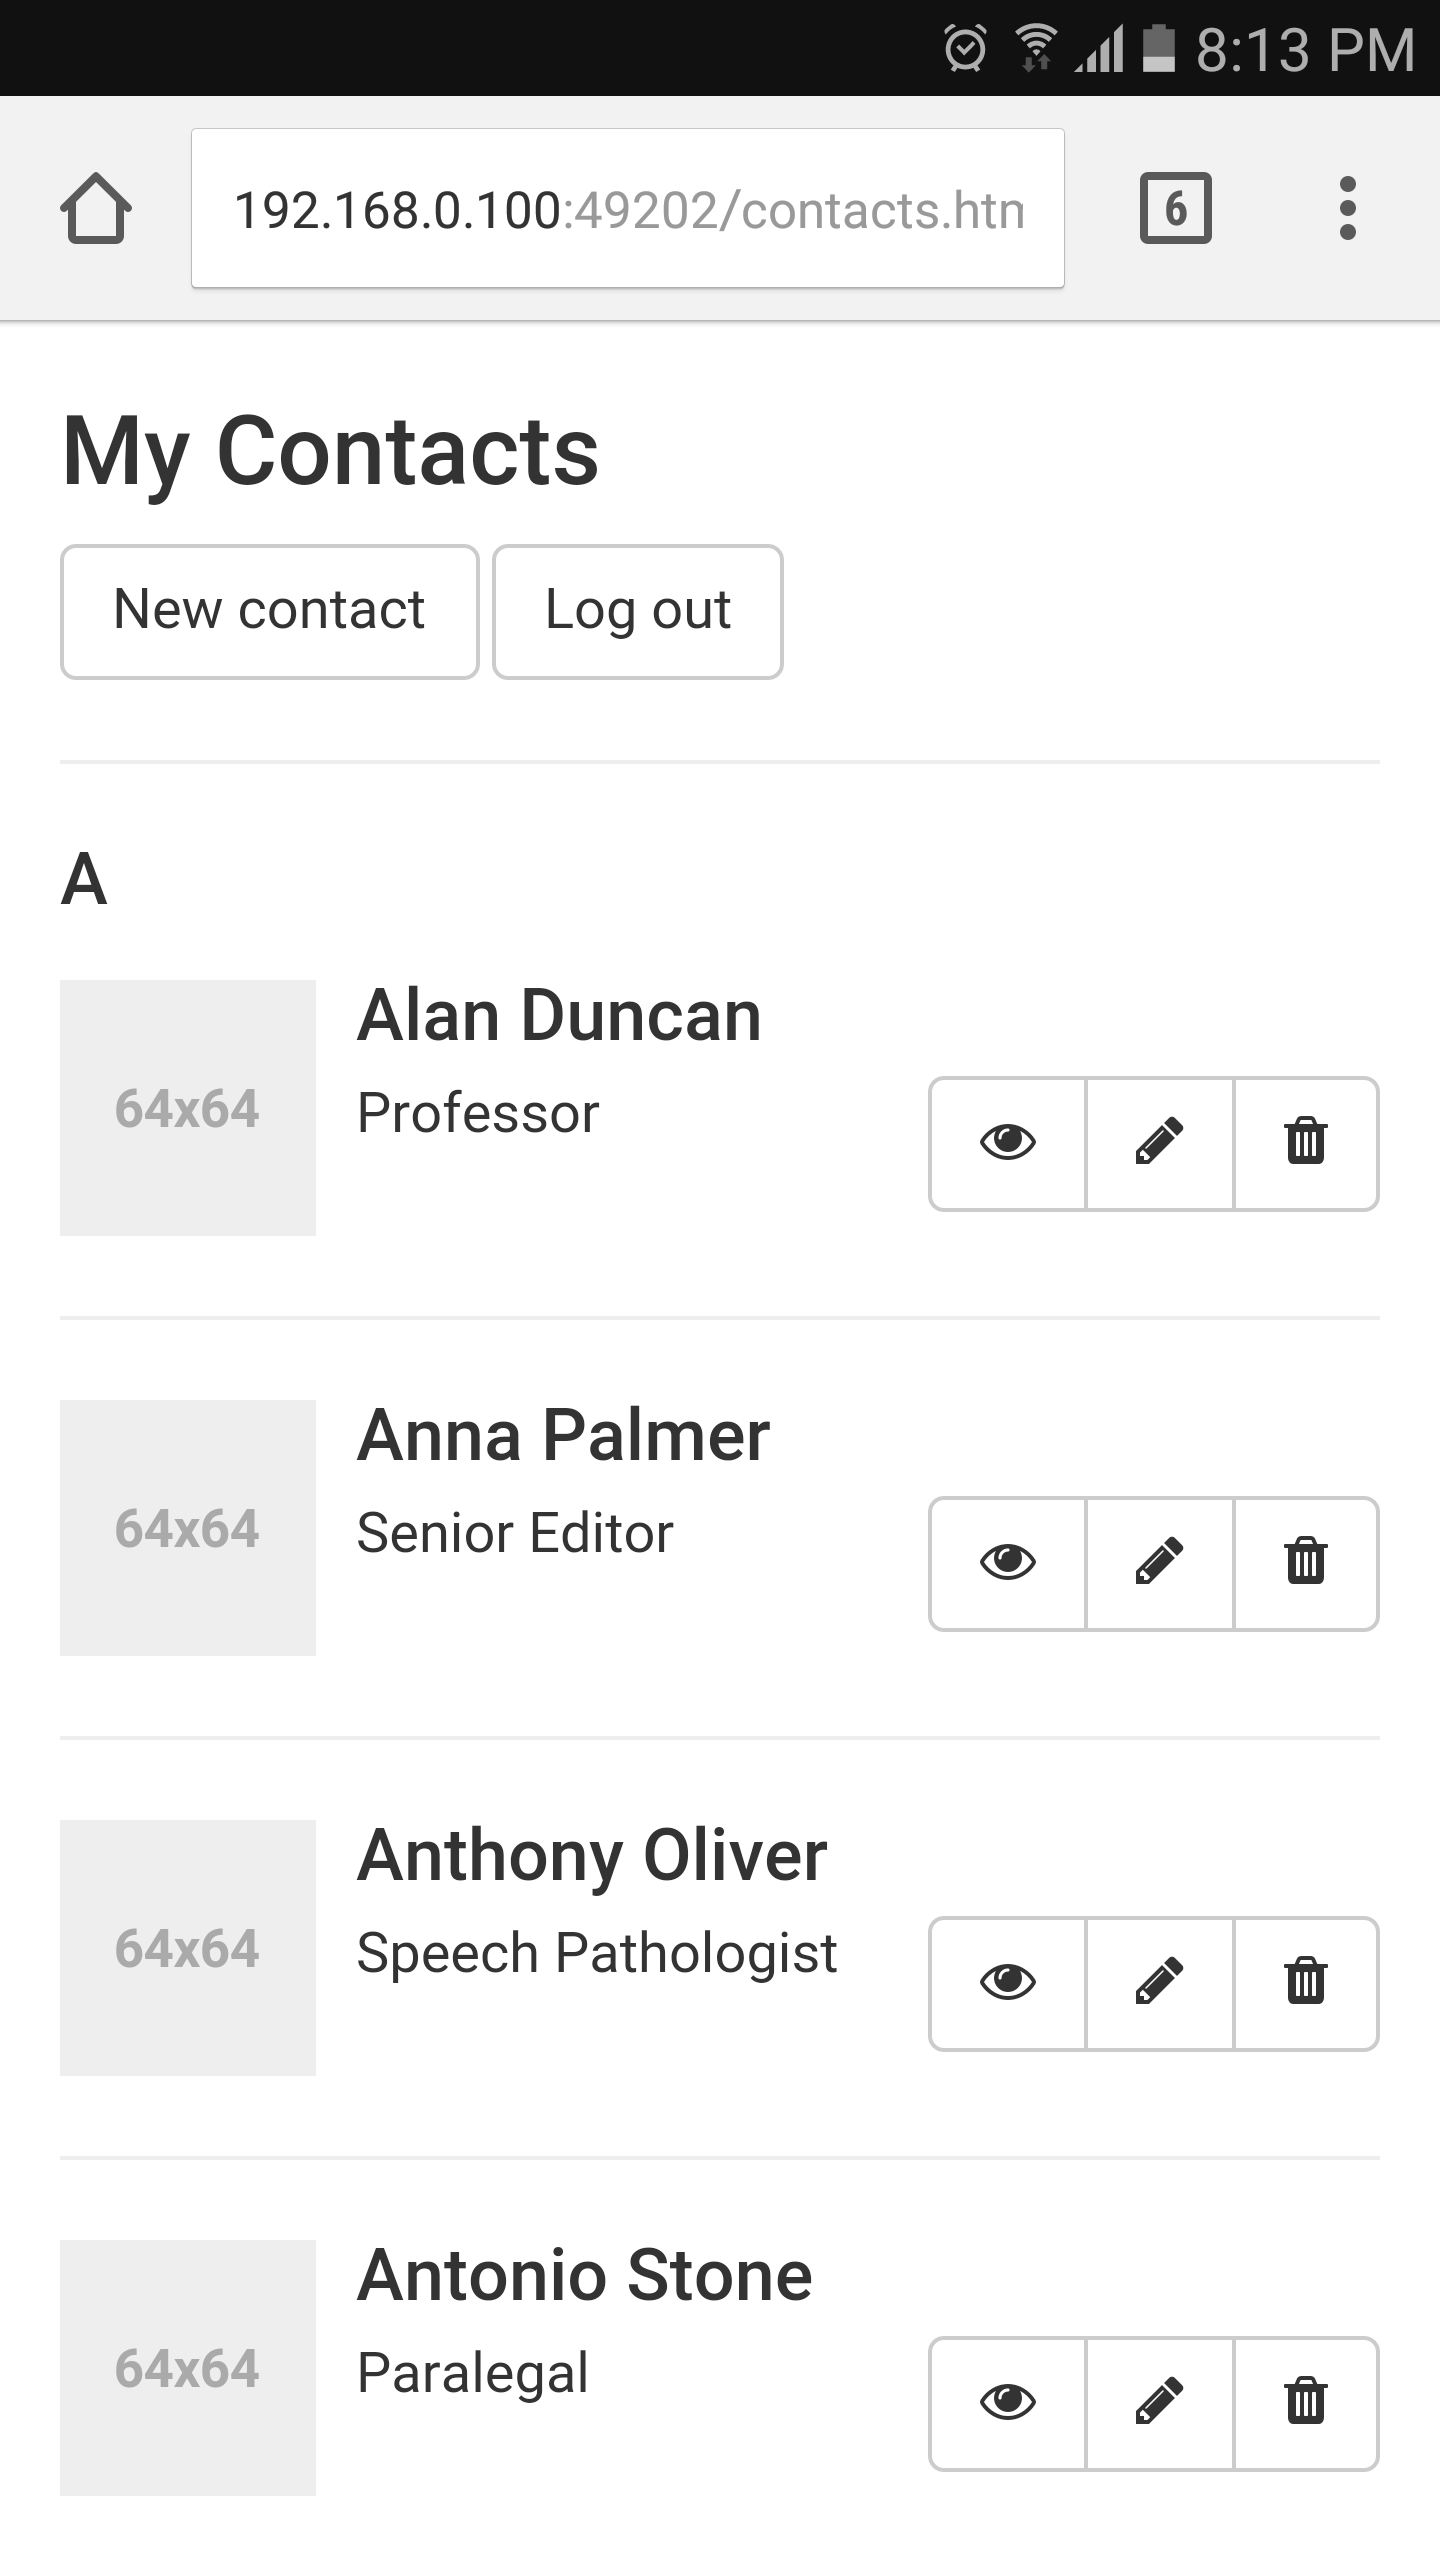 8:13 PM
192.168.0.100:49202/contacts.htm
6
My Contacts
New contact Log out
A
Alan Duncan
64x64
Professor
Anna Palmer
64x64
Senior Editor
Anthony Oliver
64x64
Speech Pathologist
Antonio Stone
64x64
Paralegal